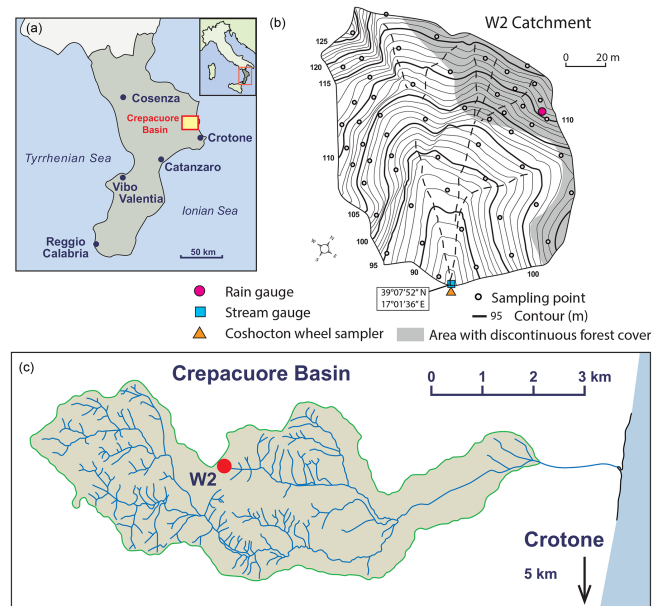 (a)
Cosenza
Crepacuore
Basin
Crotone
Tyrrhenian Sea
Catanzaro
Vibo
Valentia
Ionian Sea
Reggio
Calabria
50 km
(b)
W2 Catchment
20 m
125
120
115
110
110
105
100
95
90
100
39°07'52" N
17°01'36" E
Rain gauge
Stream gauge
Coshocton wheel sampler
Sampling point
95 Contour (m)
Area with discontinuous forest cover
(c)
Crepacuore Basin
0 1 2 3 km
W2
Crotone
5 km